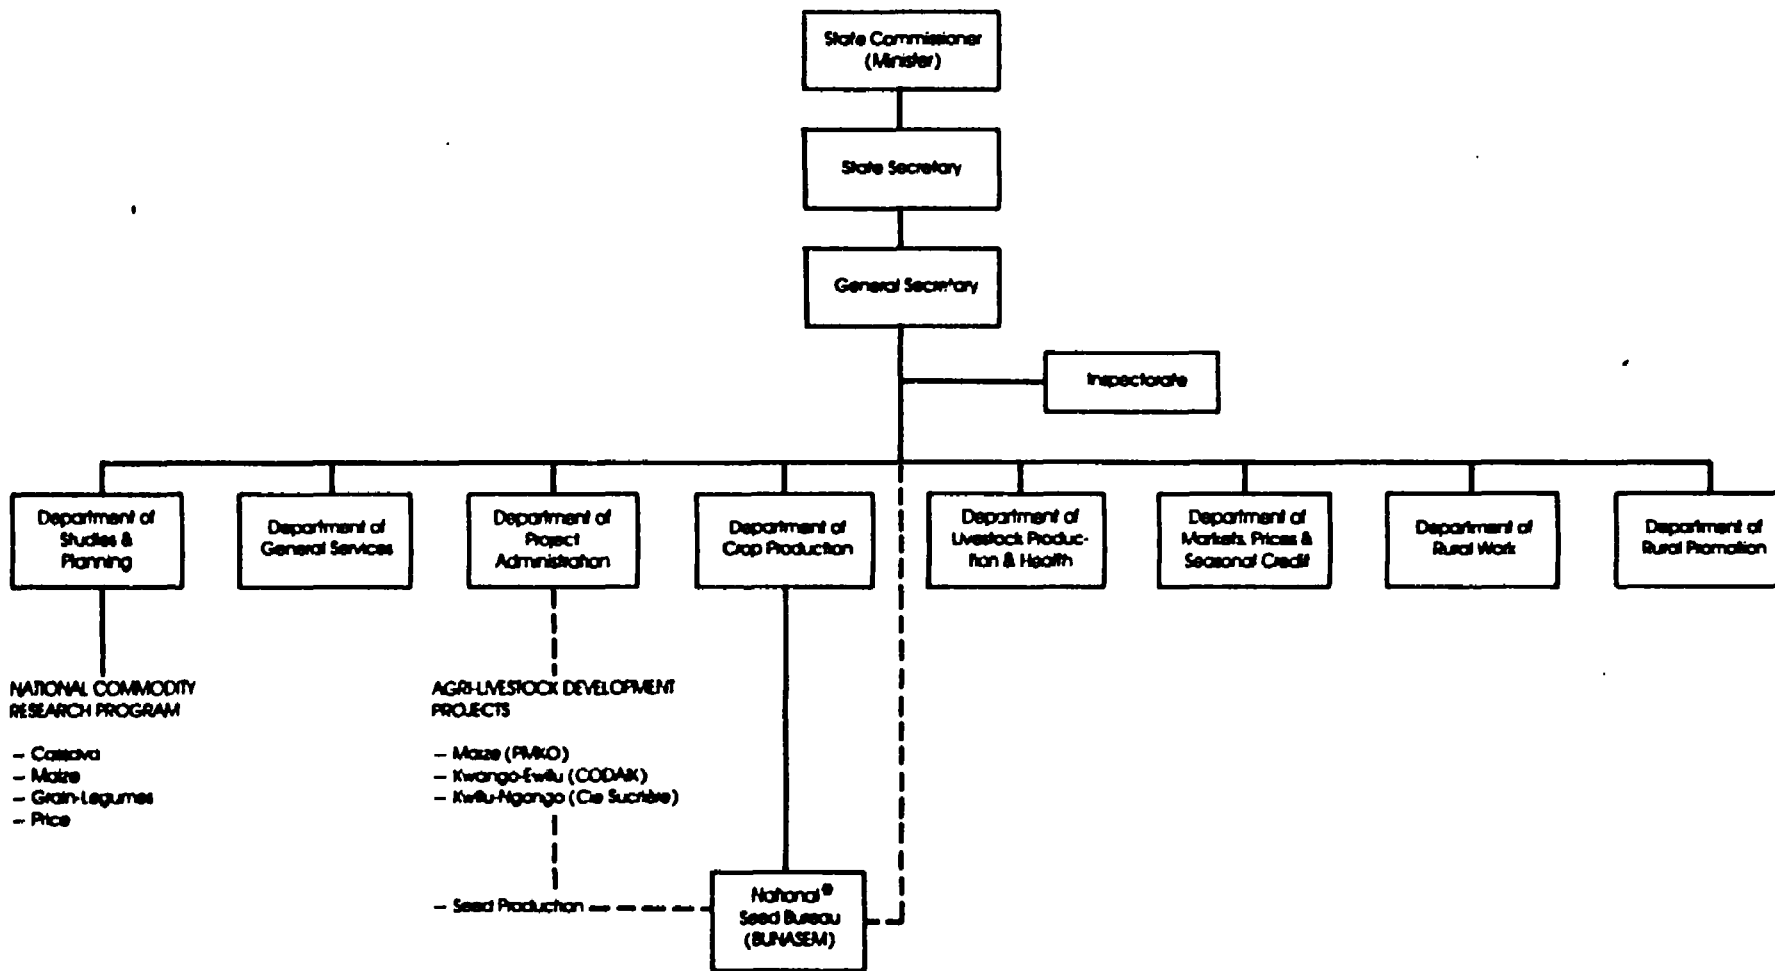 State Commissioner
(Minister)
State Secretary
General Secretary
Inspectorate
Department of
Studies &
Planning
Department of
General Services
Department of
Project
Administration
Department of
Crop Production
Department of
Livestock Produc-
tion & Health
Department of
Markets, Prices &
Seasonal Credit
Department of
Rural Work
Department of
Rural Promotion
NATIONAL COMMODITY
RESEARCH PROGRAM
– Cassava
– Maize
– Grain-Legumes
– Price
AGRI-LIVESTOCK DEVELOPMENT
PROJECTS
– Maize (PMKO)
– Kwango-Ewilu (CODAIK)
– Kwilu-Ngongo (Cie Sucrière)
– Seed Production
National
Seed Bureau
(BUNASEM)